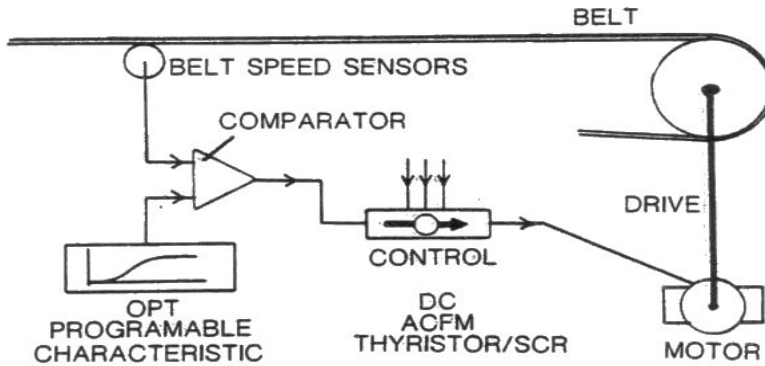 BELT
BELT SPEED SENSORS
COMPARATOR
DRIVE
CONTROL
OPT
PROGRAMABLE
CHARACTERISTIC
DC
ACFM
THYRISTOR/SCR
MOTOR